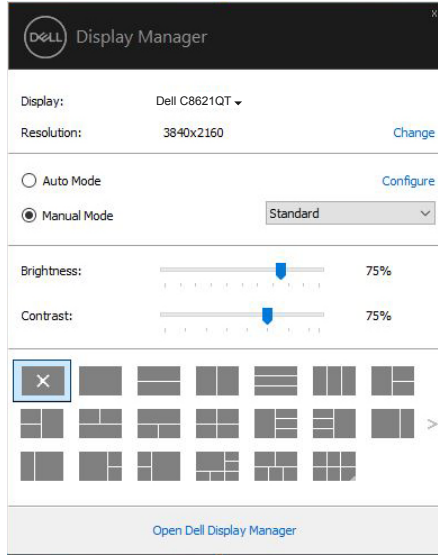 x
DELL Display Manager
Display: Dell C8621QT
Resolution: 3840x2160 Change
Auto Mode Configure
Manual Mode Standard
Brightness: 75%
Contrast: 75%
Open Dell Display Manager